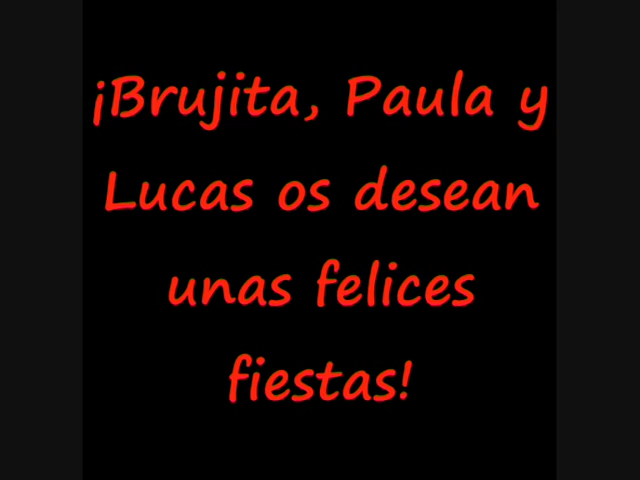 ¡Brujita, Paula y
Lucas os desean
unas felices
fiestas!